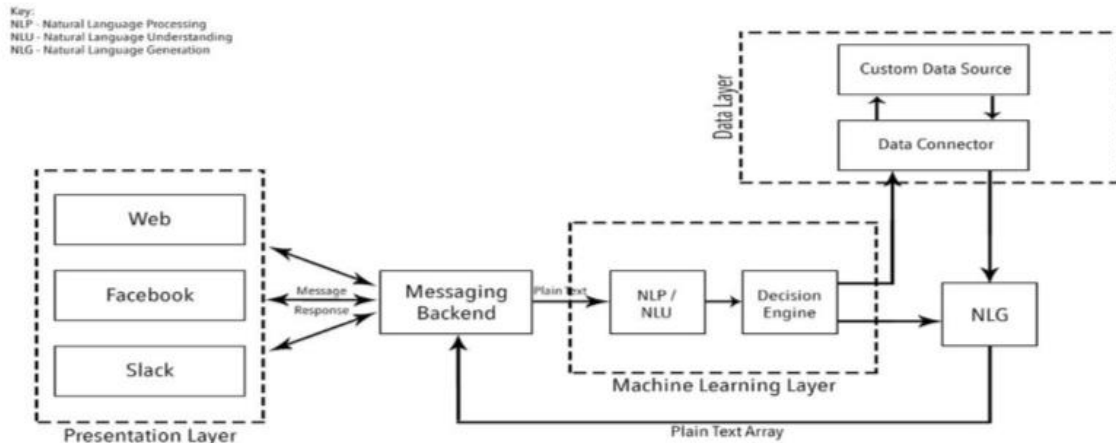 Key:
NLP - Natural Language Processing
NLU - Natural Language Understanding
NLG - Natural Language Generation
Data Layer
Custom Data Source
Data Connector
Web
Facebook
Slack
Presentation Layer
Message
Response
Messaging
Backend
Plain Text
NLP /
NLU
Decision
Engine
Machine Learning Layer
NLG
Plain Text Array